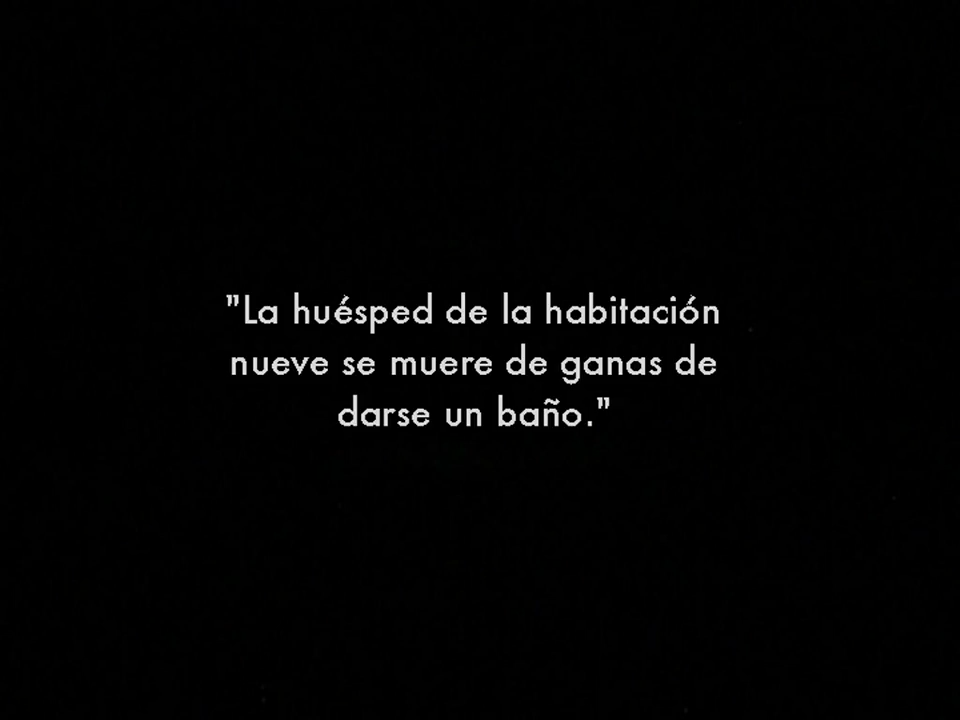 "La huésped de la habitación
nueve se muere de ganas de
darse un baño."